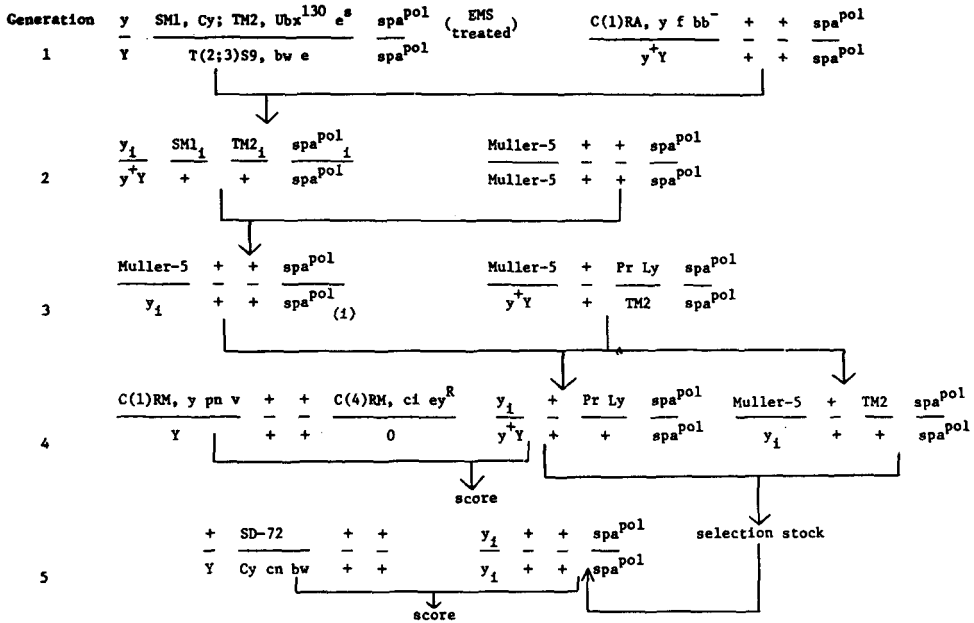 Generation y SM1, Cy; TM2, Ubx130 es spapol (EMS treated) C(1)RA, y f bb- + + spapol
1 Y T(2;3)S9, bw e spapol y+Y + + spapol
yi SM1i TM2i spapol i Muller-5 + + spapol
2 y+Y + + spapol Muller-5 + + spapol
Muller-5 + + spapol Muller-5 + Pr Ly spapol
3 yi + + spapol (i) y+Y + TM2 spapol
C(1)RM, y pn v + + C(4)RM, ci eyR yi + Pr Ly spapol Muller-5 + TM2 spapol
4 Y + + 0 y+Y + + spapol yi + + spapol
score
+ SD-72 + + yi + + spapol selection stock
5 Y Cy cn bw + + yi + + spapol
score